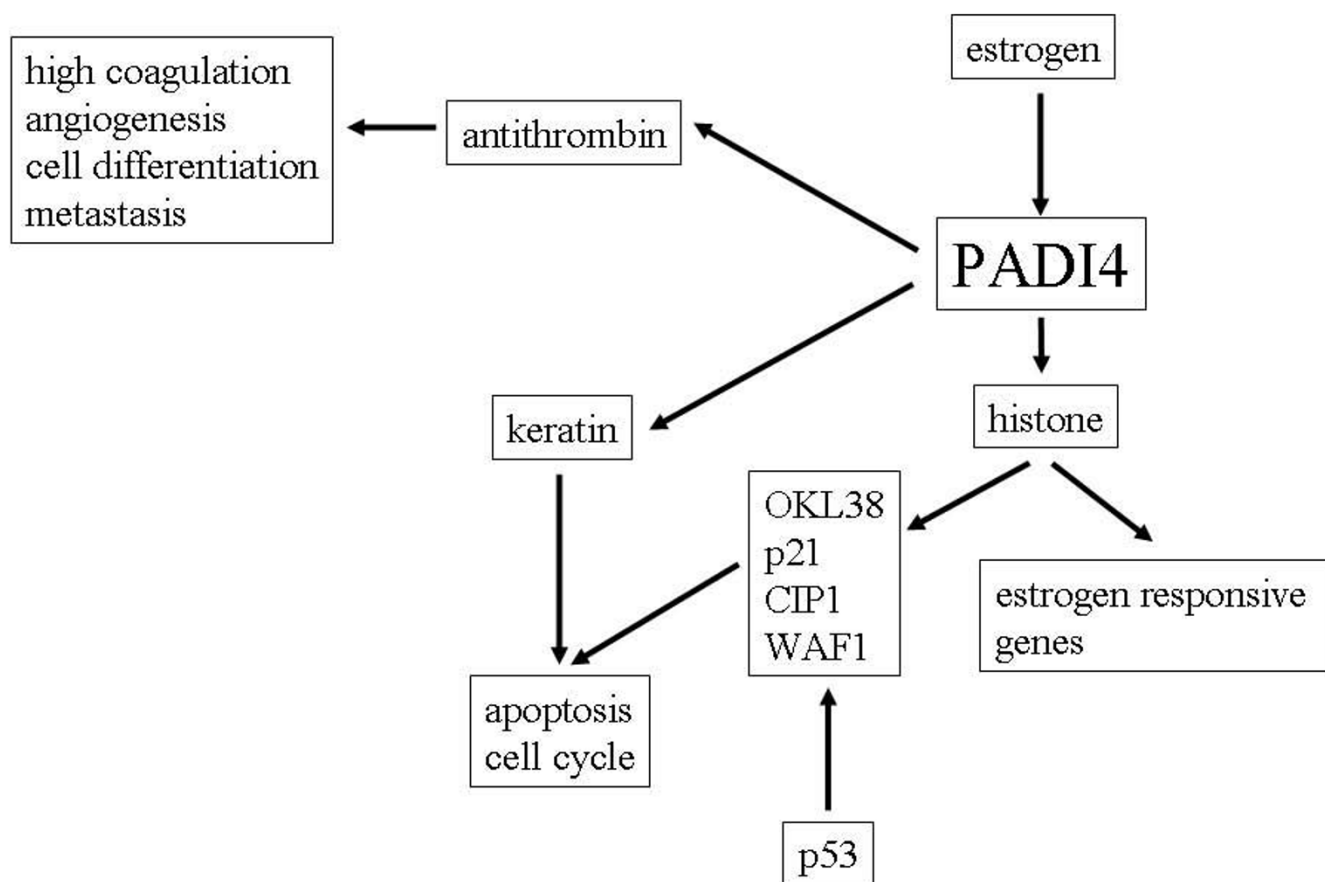 estrogen
high coagulation
angiogenesis
cell differentiation
metastasis
antithrombin
PADI4
keratin
histone
OKL38
p21
CIP1
WAF1
estrogen responsive
genes
apoptosis
cell cycle
p53